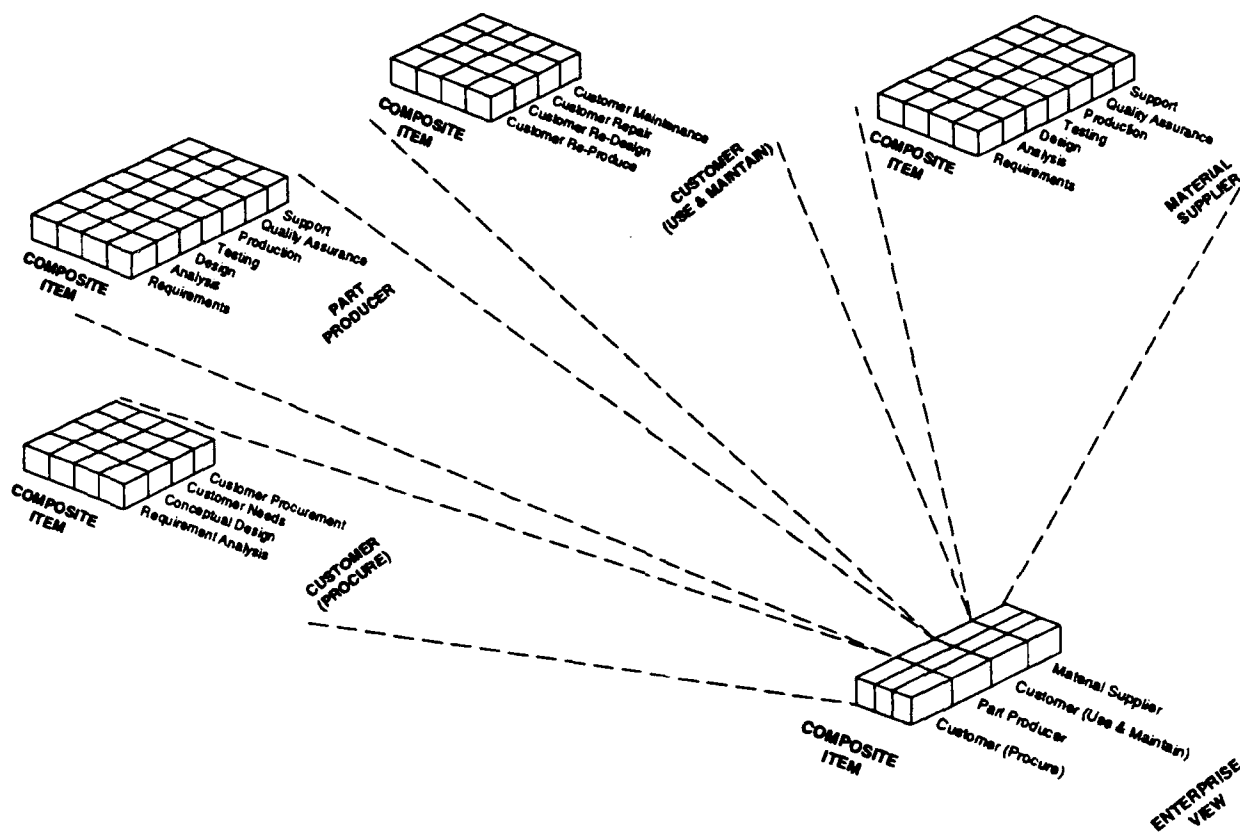 COMPOSITE
ITEM
Customer Maintenance
Customer Repair
Customer Re-Design
Customer Re-Produce
CUSTOMER
(USE & MAINTAIN)
COMPOSITE
ITEM
Support
Quality Assurance
Production
Testing
Design
Analysis
Requirements
MATERIAL
SUPPLIER
COMPOSITE
ITEM
Support
Quality Assurance
Production
Testing
Design
Analysis
Requirements
PART
PRODUCER
COMPOSITE
ITEM
Customer Procurement
Customer Needs
Conceptual Design
Requirement Analysis
CUSTOMER
(PROCURE)
COMPOSITE
ITEM
Material Supplier
Customer (Use & Maintain)
Part Producer
Customer (Procure)
ENTERPRISE
VIEW